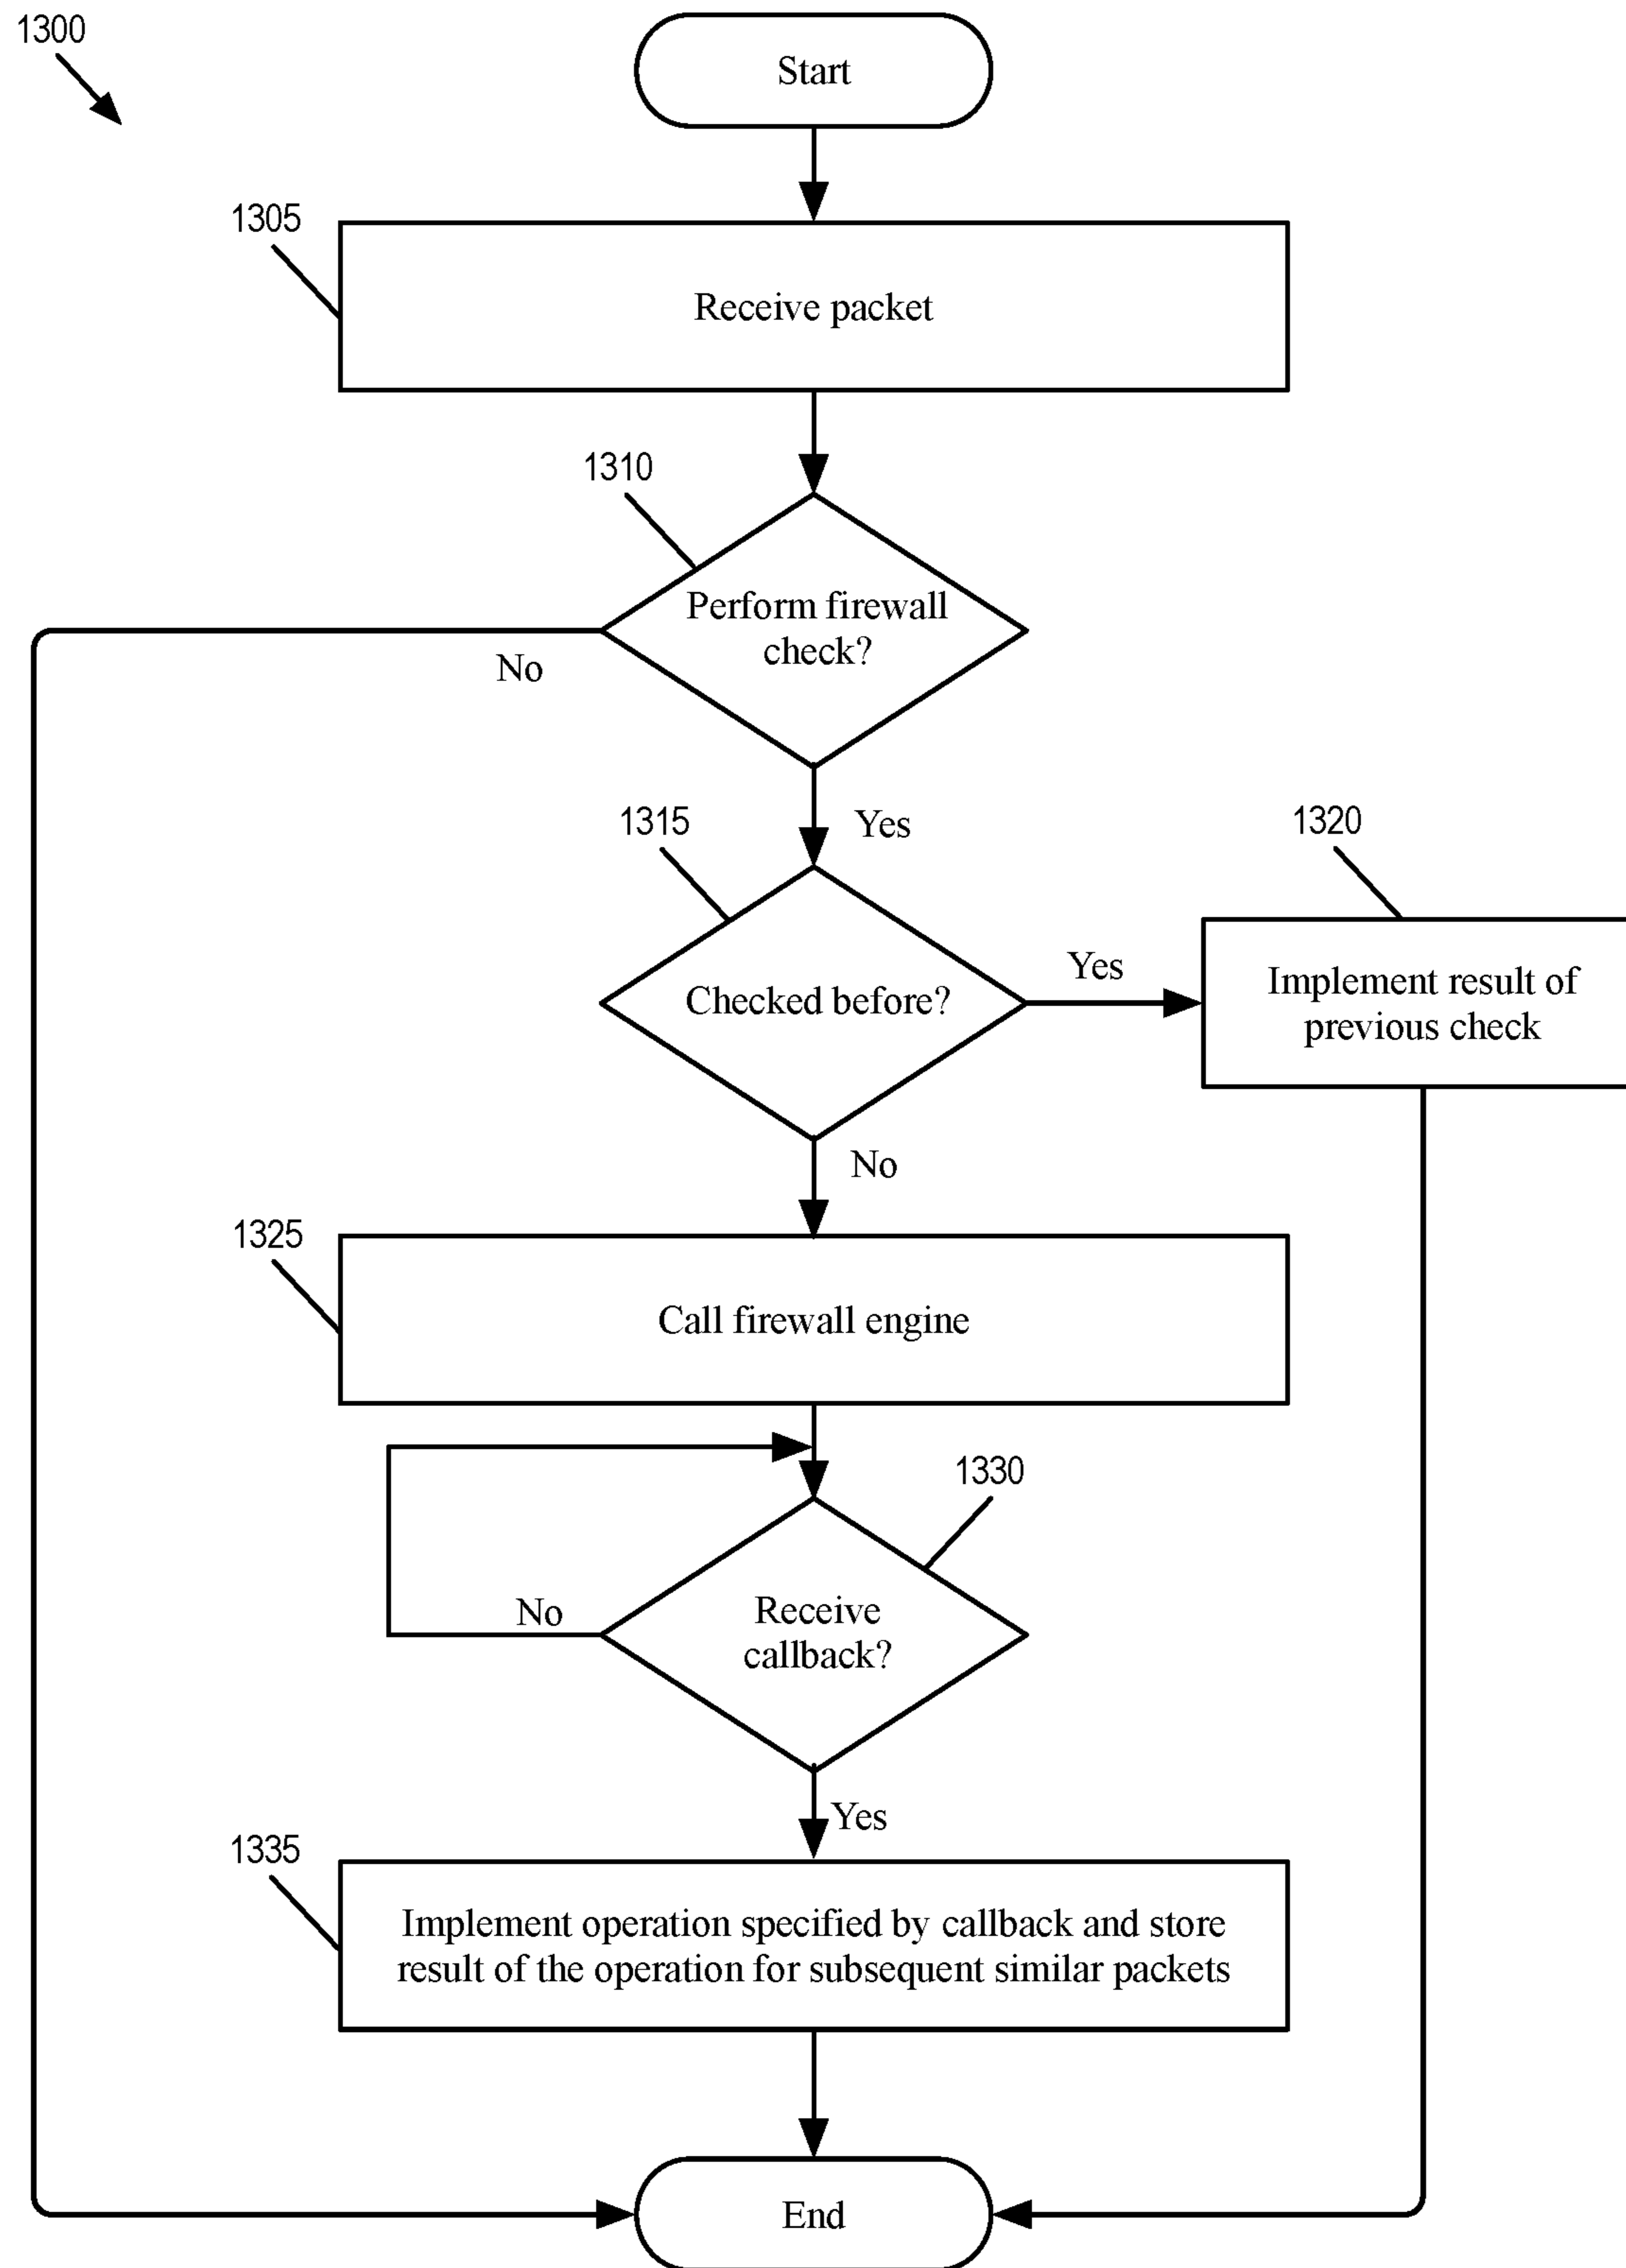 1300
Start
1305
Receive packet
1310
Perform firewall
check?
No
Yes
1315
Checked before?
Yes
1320
Implement result of
previous check
No
1325
Call firewall engine
1330
Receive
callback?
No
Yes
1335
Implement operation specified by callback and store
result of the operation for subsequent similar packets
End